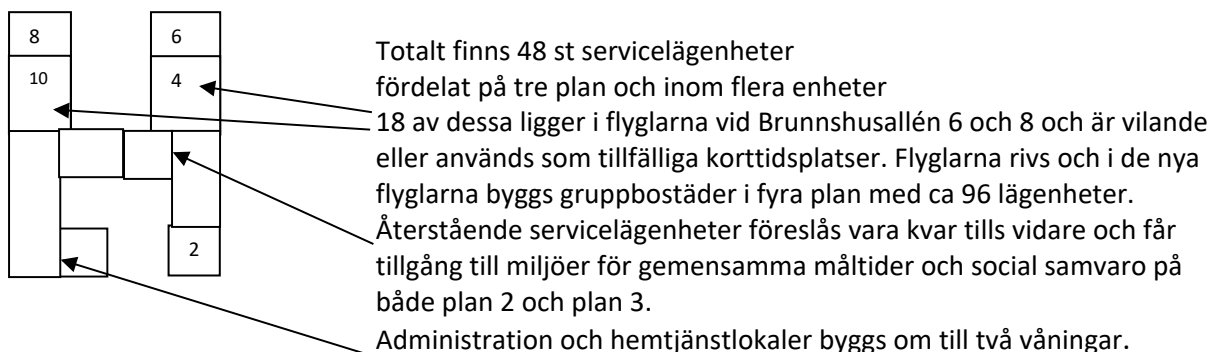 8
6
10
4
2
Totalt finns 48 st servicelägenheter
fördelat på tre plan och inom flera enheter
18 av dessa ligger i flyglarna vid Brunnshusallén 6 och 8 och är vilande
eller används som tillfälliga korttidsplatser. Flyglarna rivs och i de nya
flyglarna byggs gruppbostäder i fyra plan med ca 96 lägenheter.
Återstående servicelägenheter föreslås vara kvar tills vidare och får
tillgång till miljöer för gemensamma måltider och social samvaro på
både plan 2 och plan 3.
Administration och hemtjänstlokaler byggs om till två våningar.